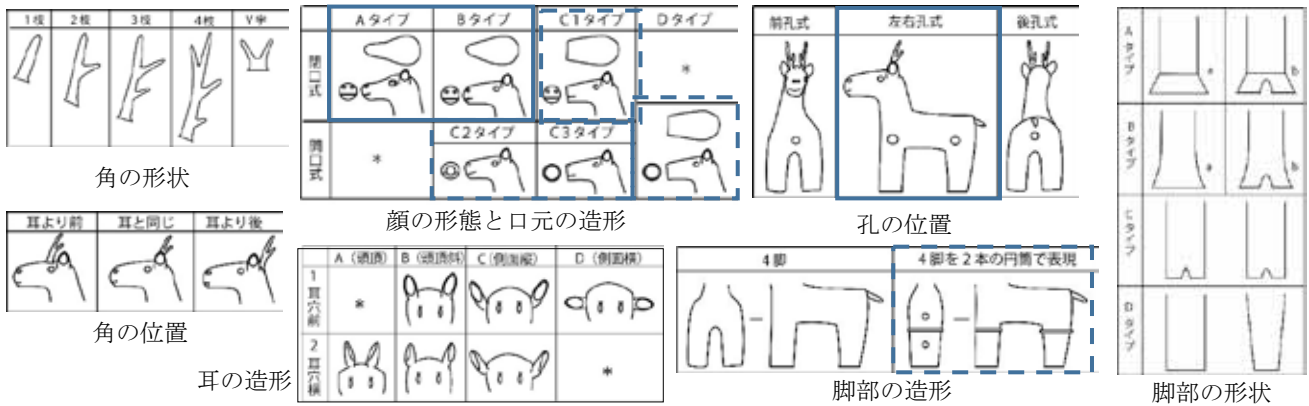 1枝 2枝 3枝 4枝 V字
角の形状
耳より前 耳と同じ 耳より後
角の位置
Aタイプ Bタイプ C1タイプ Dタイプ
閉口式
*
C2タイプ C3タイプ
開口式
*
顔の形態と口元の造形
A(頭頂) B(頭頂斜) C(側面縦) D(側面横)
1 耳穴前
*
2 耳穴横
*
耳の造形
前孔式 左右孔式 後孔式
孔の位置
4脚 4脚を2本の円筒で表現
脚部の造形
Aタイプ
a b
Bタイプ
a b
Cタイプ
Dタイプ
脚部の形状